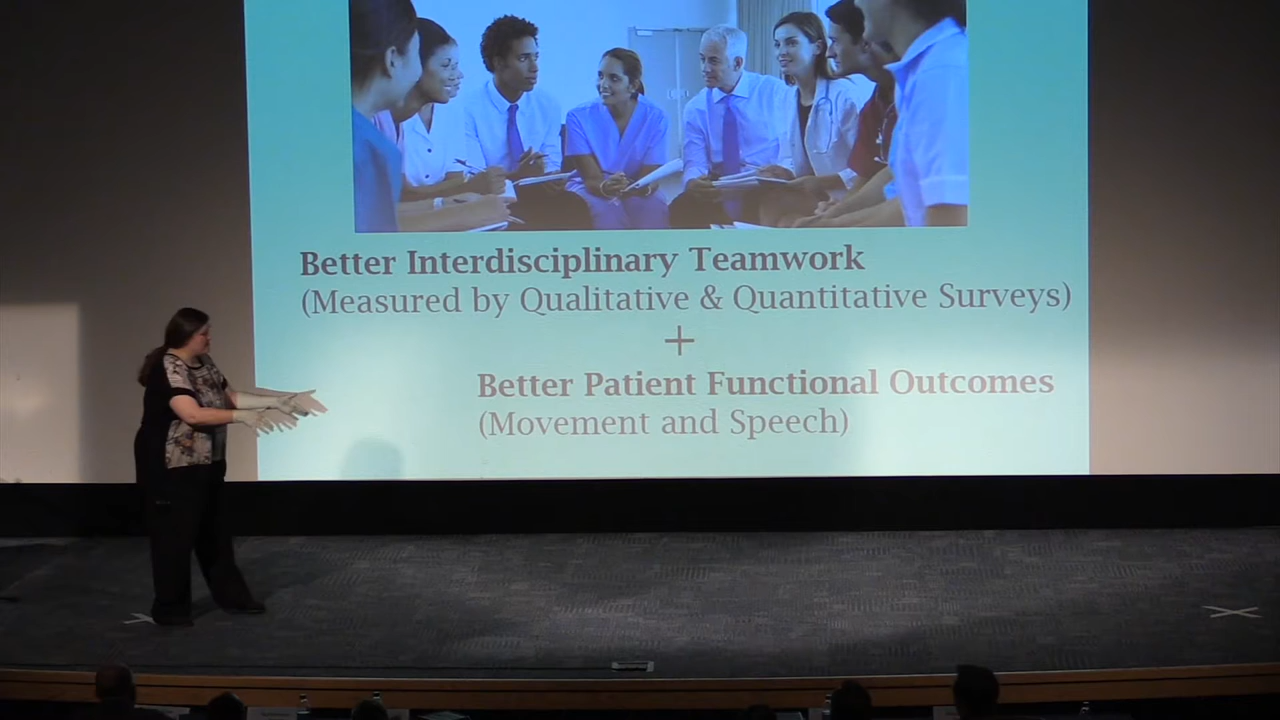 Better Interdisciplinary Teamwork
(Measured by Qualitative & Quantitative Surveys)
+
Better Patient Functional Outcomes
(Movement and Speech)